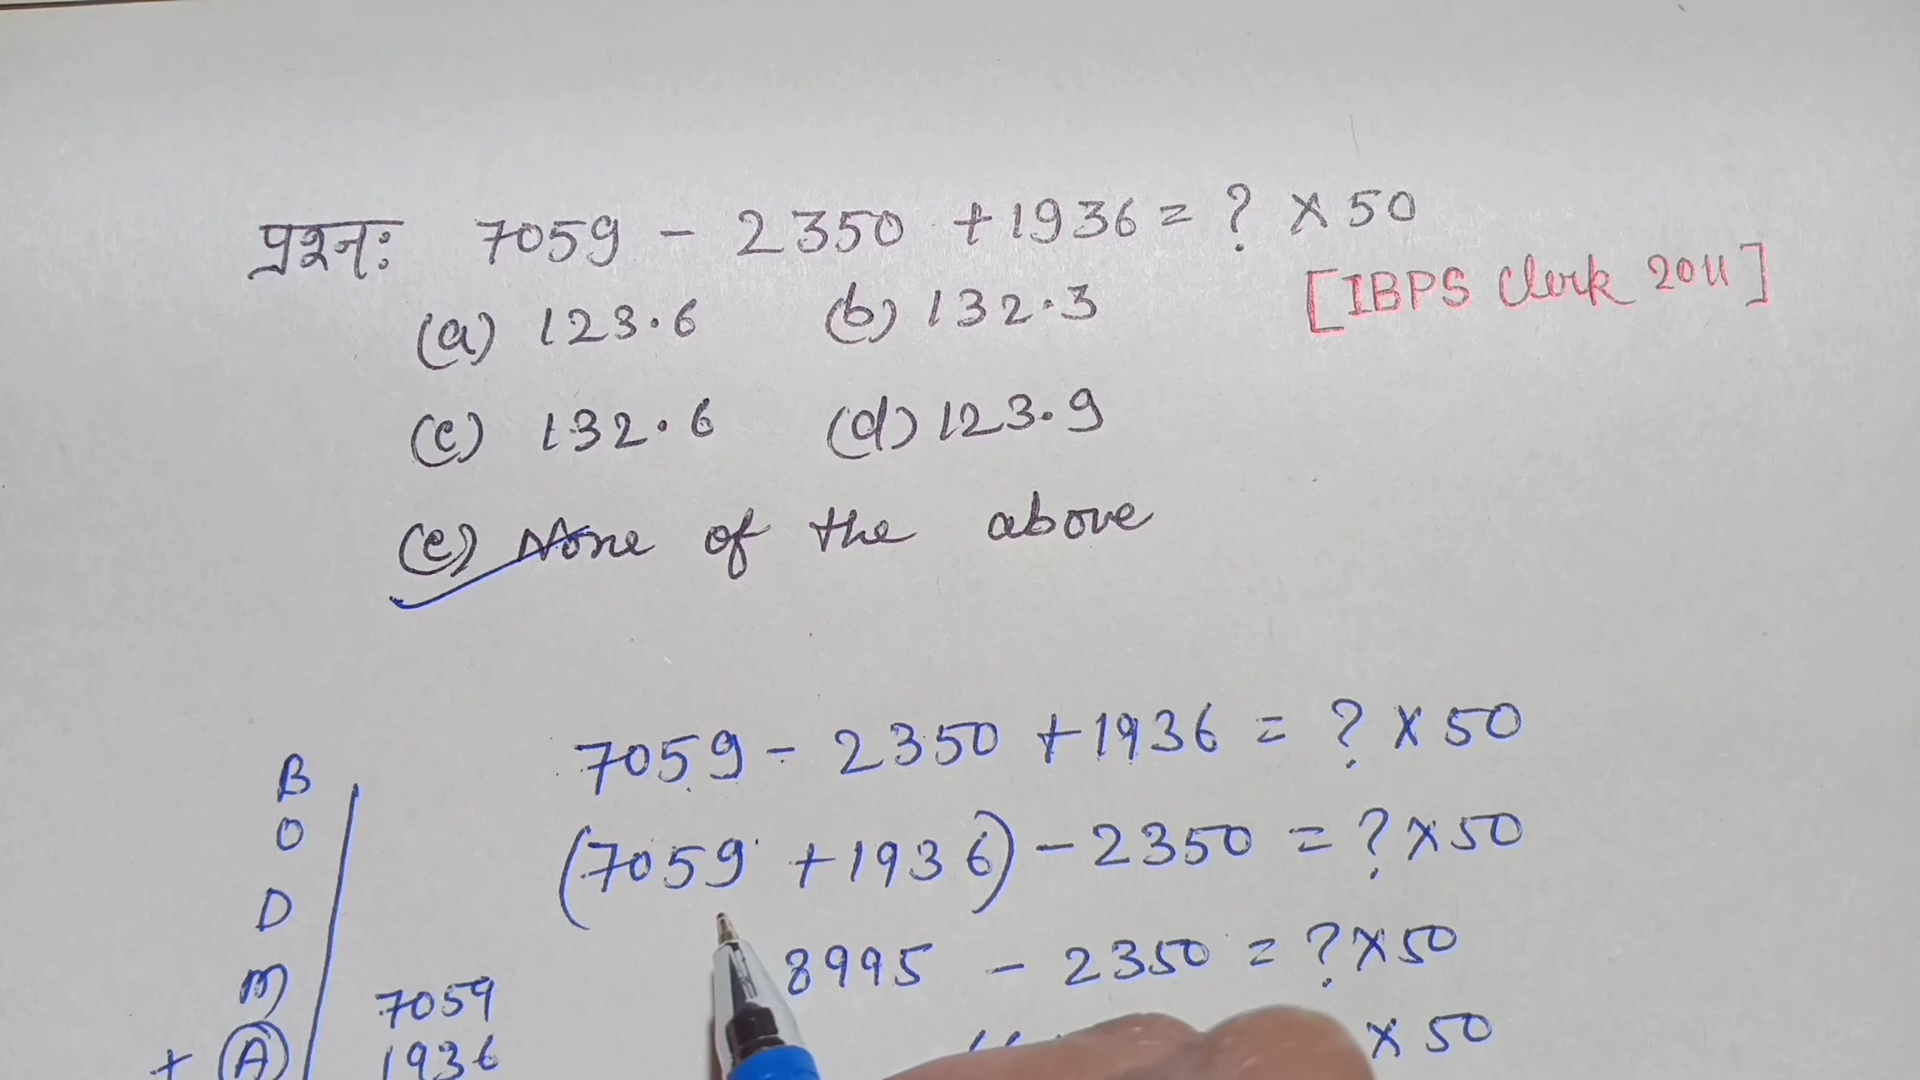 प्रश्न: 7059 - 2350 +1936 = ? × 50
[IBPS Clerk 2011]
(a) 123.6 (b) 132.3
(c) 132.6 (d) 123.9
(e) None of the above
7059 - 2350 +1936 = ? × 50
(7059 +1936) - 2350 = ? × 50
8995 - 2350 = ? × 50
× 50
B
O
D
M
+ A
7059
1936